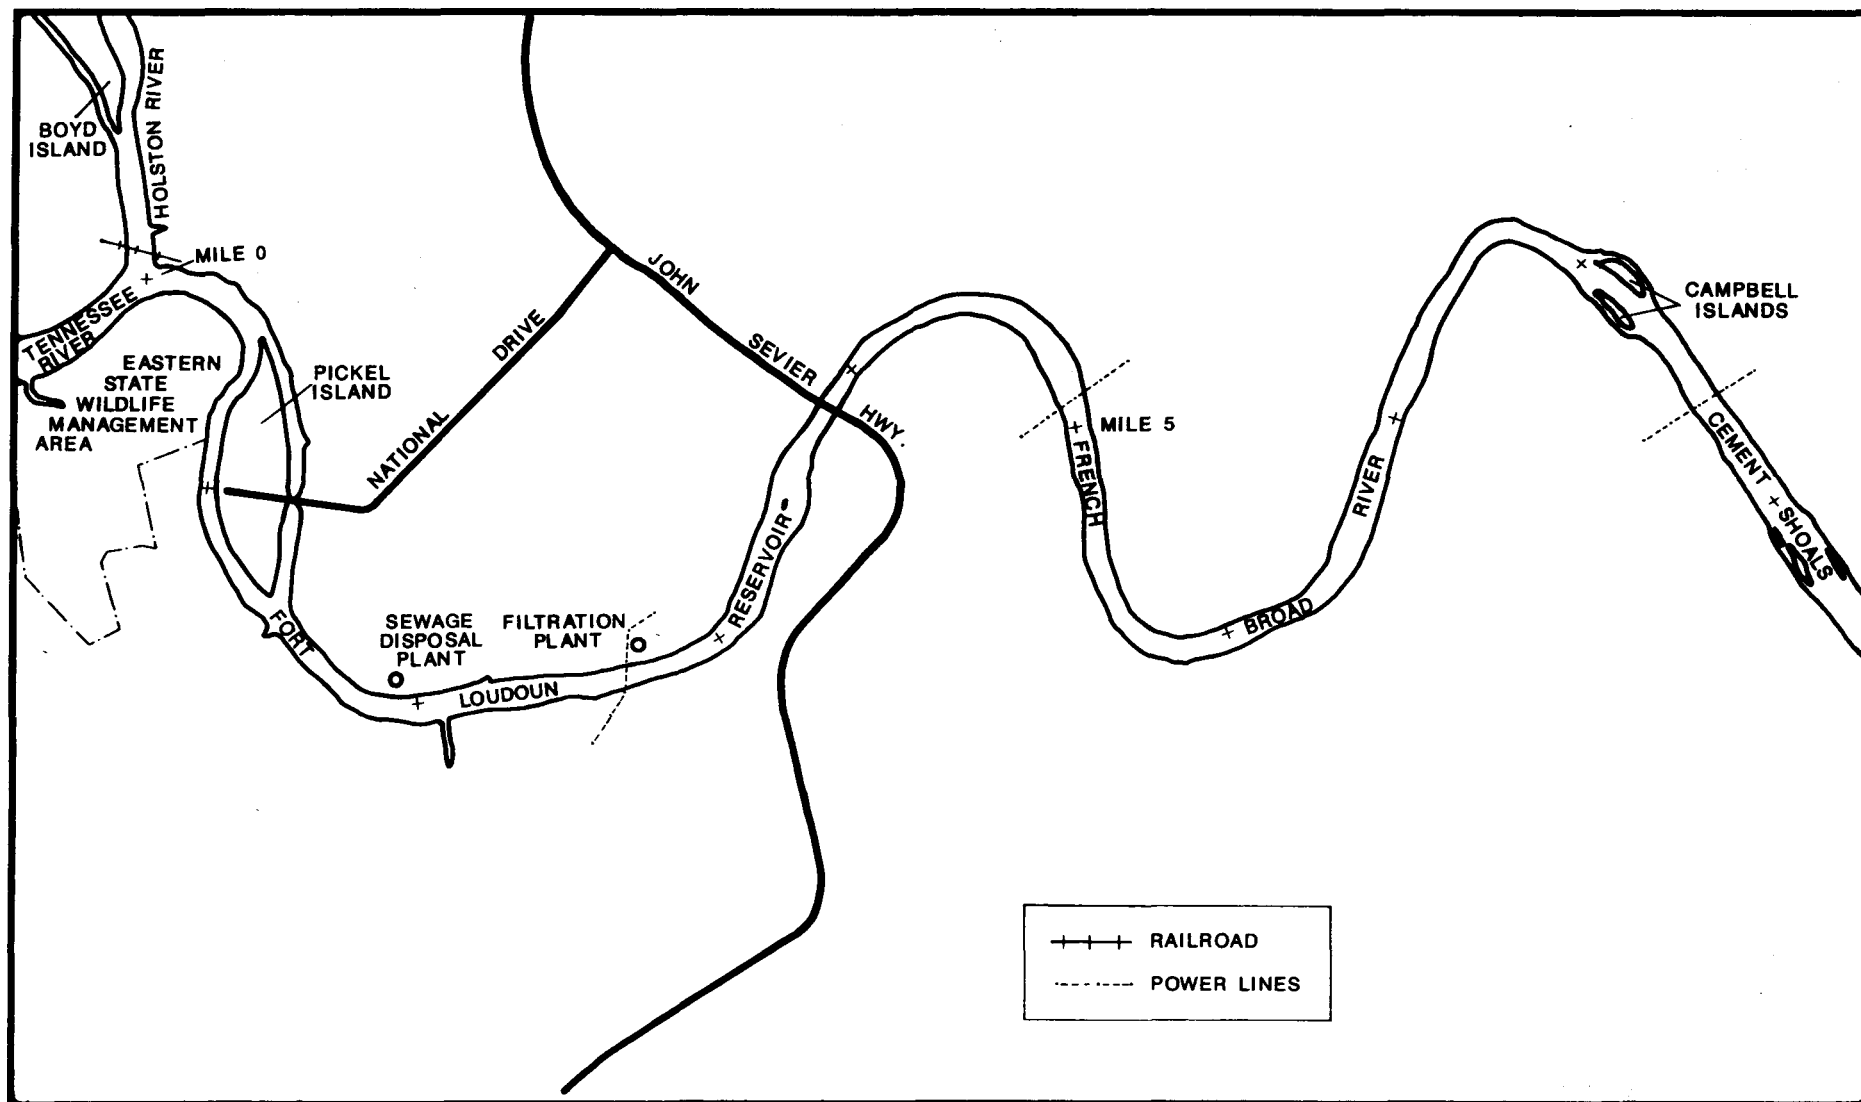 BOYD
ISLAND
HOLSTON RIVER
MILE 0
TENNESSEE
RIVER
EASTERN
STATE
WILDLIFE
MANAGEMENT
AREA
PICKEL
ISLAND
NATIONAL
DRIVE
JOHN
SEVIER
HWY.
FORT
LOUDOUN
RESERVOIR
SEWAGE
DISPOSAL
PLANT
FILTRATION
PLANT
MILE 5
FRENCH
BROAD
RIVER
CAMPBELL
ISLANDS
CEMENT
SHOALS
RAILROAD
POWER LINES